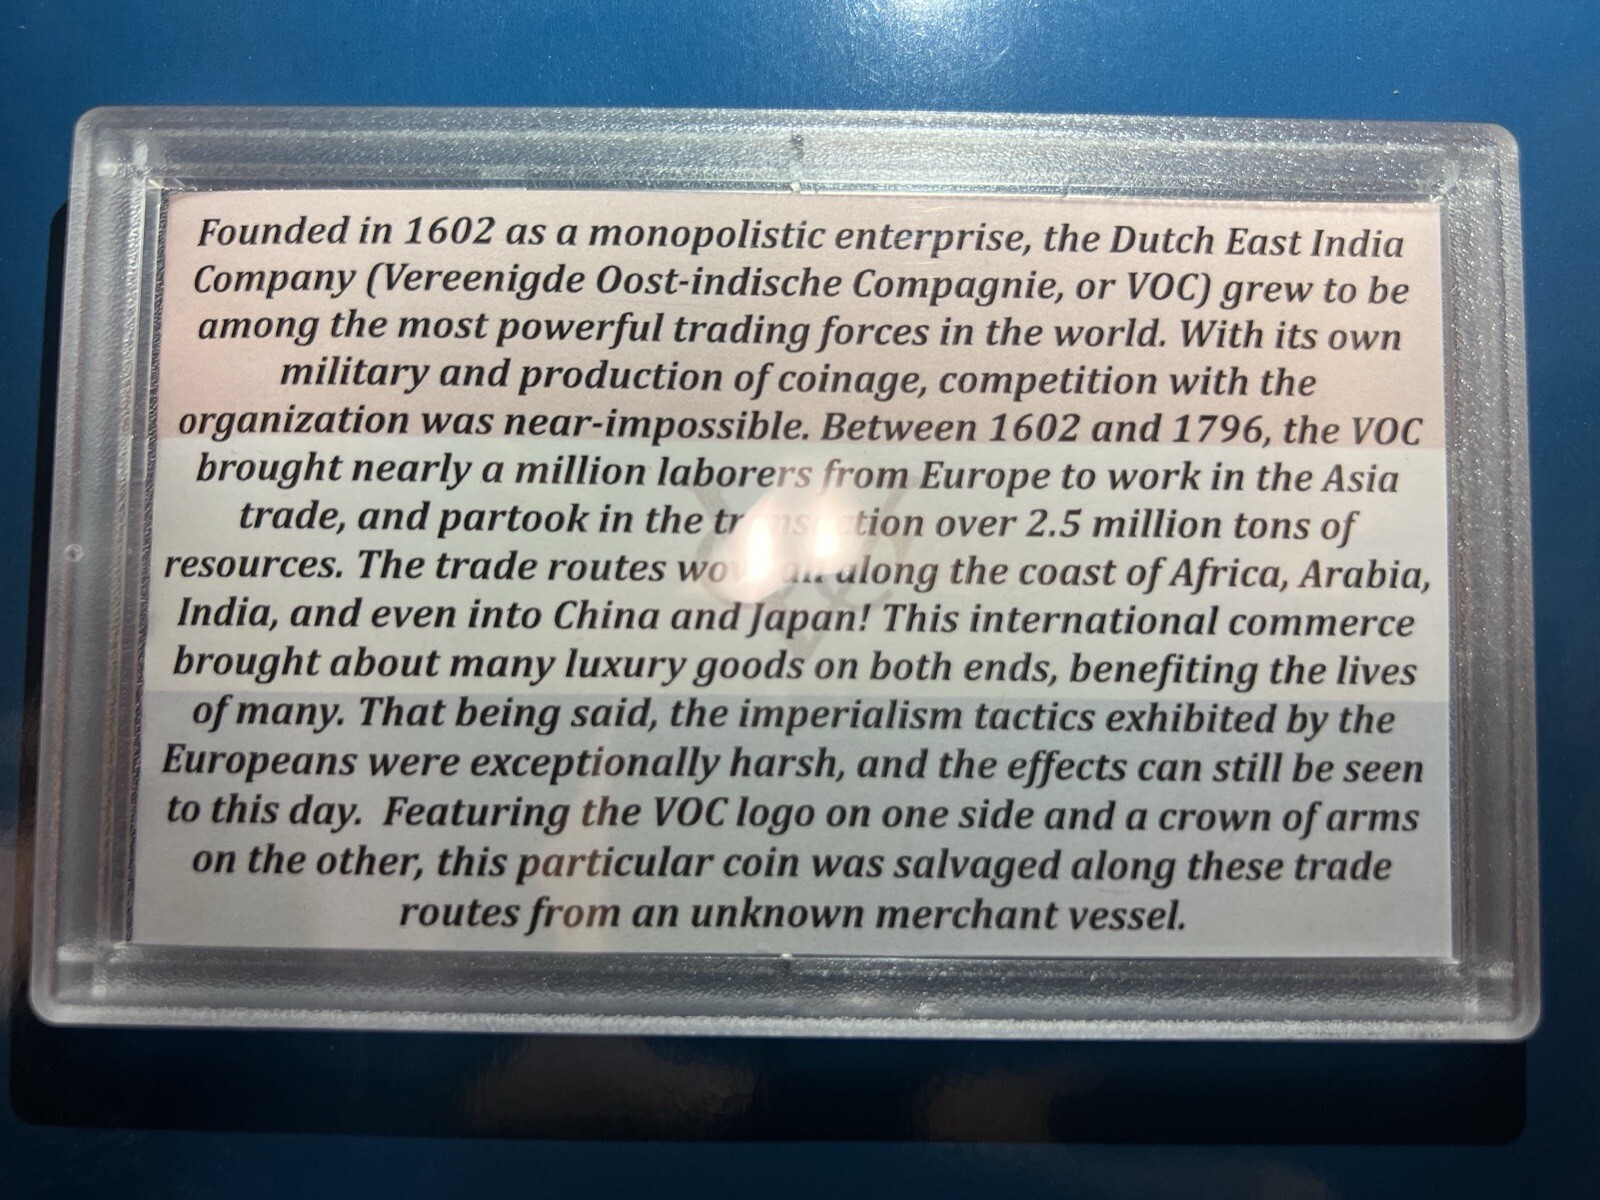 Founded in 1602 as a monopolistic enterprise, the Dutch East India
Company (Vereenigde Oost-indische Compagnie, or VOC) grew to be
among the most powerful trading forces in the world. With its own
military and production of coinage, competition with the
organization was near-impossible. Between 1602 and 1796, the VOC
brought nearly a million laborers from Europe to work in the Asia
trade, and partook in the transaction over 2.5 million tons of
resources. The trade routes all along the coast of Africa, Arabia,
India, and even into China and Japan! This international commerce
brought about many luxury goods on both ends, benefiting the lives
of many. That being said, the imperialism tactics exhibited by the
Europeans were exceptionally harsh, and the effects can still be seen
to this day. Featuring the VOC logo on one side and a crown of arms
on the other, this particular coin was salvaged along these trade
routes from an unknown merchant vessel.